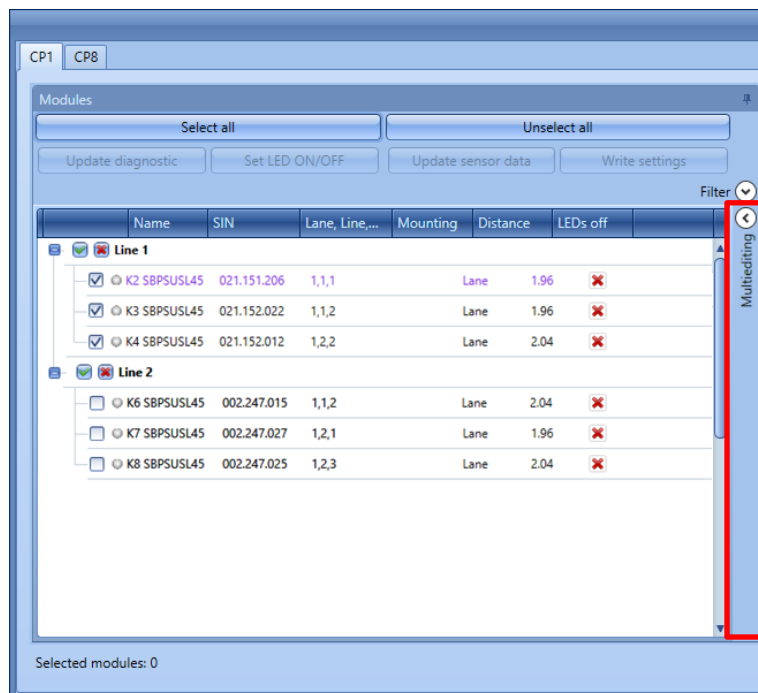 CP1 CP8
Modules
Select all Unselect all
Update diagnostic Set LED ON/OFF Update sensor data Write settings
Filter
Name SIN Lane, Line,... Mounting Distance LEDs off
Multiediting
Line 1
K2 SBPSUSL45 021.151.206 1,1,1 Lane 1.96
K3 SBPSUSL45 021.152.022 1,1,2 Lane 1.96
K4 SBPSUSL45 021.152.012 1,2,2 Lane 2.04
Line 2
K6 SBPSUSL45 002.247.015 1,1,2 Lane 2.04
K7 SBPSUSL45 002.247.027 1,2,1 Lane 1.96
K8 SBPSUSL45 002.247.025 1,2,3 Lane 2.04
Selected modules: 0